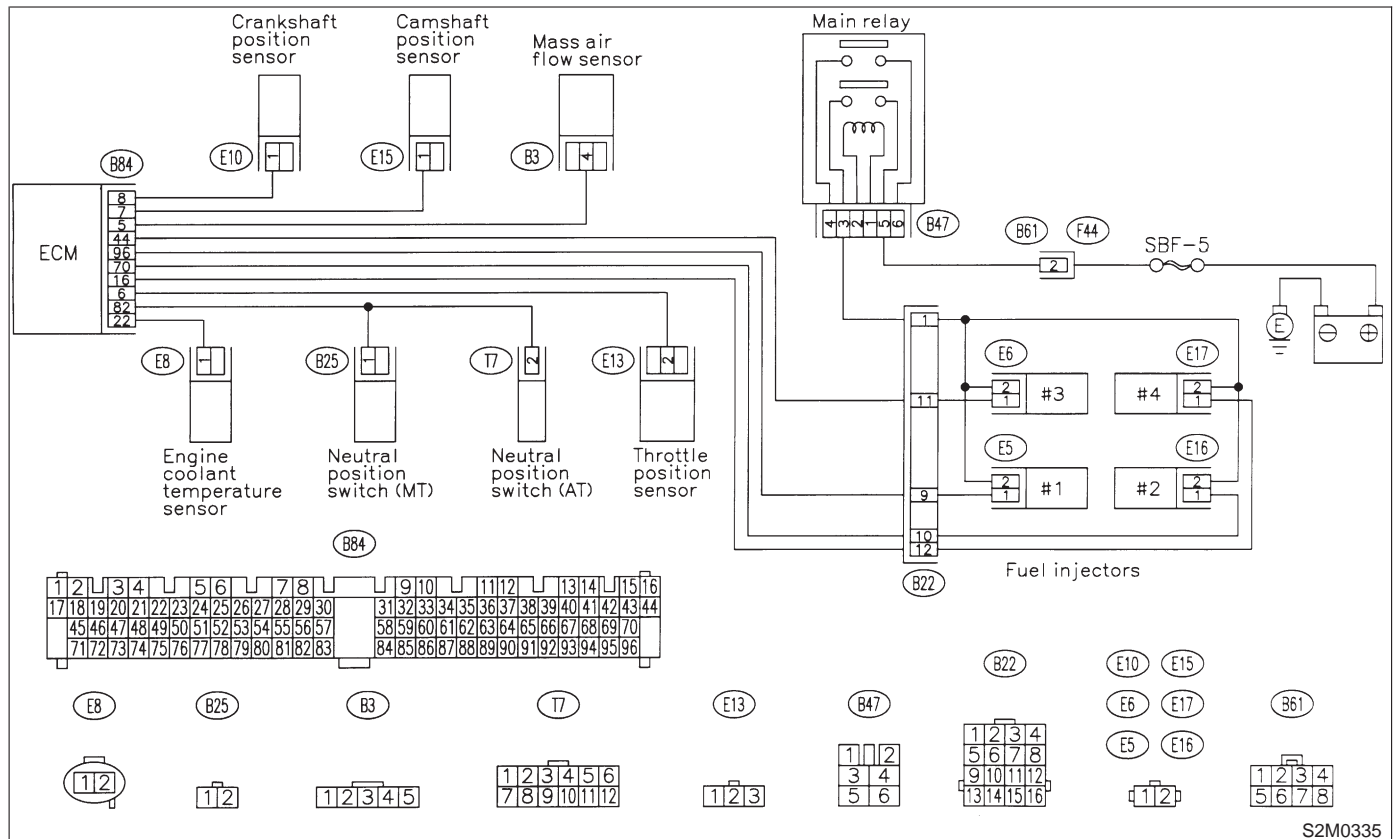 Crankshaft
position
sensor
Camshaft
position
sensor
Mass air
flow sensor
Main relay
E10
1
E15
1
B3
4
B84
ECM
8
7
5
44
96
70
16
6
82
22
4 3 2 1 5 6
B47
B61
F44
2
SBF-5
E
E8
1
B25
1
T7
2
E13
2
Engine
coolant
temperature
sensor
Neutral
position
switch (MT)
Neutral
position
switch (AT)
Throttle
position
sensor
1
11
9
10
12
B22
E6
2
1
#3
E17
#4
2
1
E5
2
1
#1
E16
#2
2
1
Fuel injectors
B84
1 2 3 4 5 6 7 8 9 10 11 12 13 14 15 16
17 18 19 20 21 22 23 24 25 26 27 28 29 30 31 32 33 34 35 36 37 38 39 40 41 42 43 44
45 46 47 48 49 50 51 52 53 54 55 56 57 58 59 60 61 62 63 64 65 66 67 68 69 70
71 72 73 74 75 76 77 78 79 80 81 82 83 84 85 86 87 88 89 90 91 92 93 94 95 96
E8
1 2
B25
1 2
B3
1 2 3 4 5
T7
1 2 3 4 5 6
7 8 9 10 11 12
E13
1 2 3
B47
1 2
3 4
5 6
B22
1 2 3 4
5 6 7 8
9 10 11 12
13 14 15 16
E10 E15
E6 E17
E5 E16
1 2
B61
1 2 3 4
5 6 7 8
S2M0335